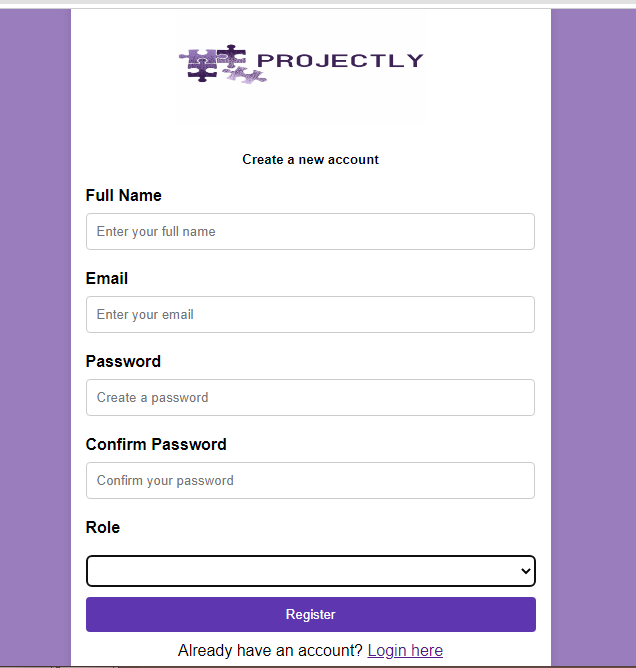 PROJECTLY
Create a new account
Full Name
Enter your full name
Email
Enter your email
Password
Create a password
Confirm Password
Confirm your password
Role
Register
Already have an account? Login here